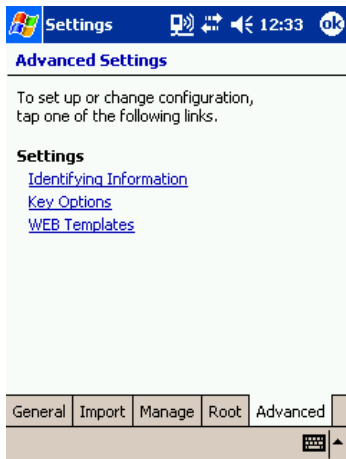 Settings 12:33 ok
Advanced Settings
To set up or change configuration,
tap one of the following links.
Settings
Identifying Information
Key Options
WEB Templates
General Import Manage Root Advanced